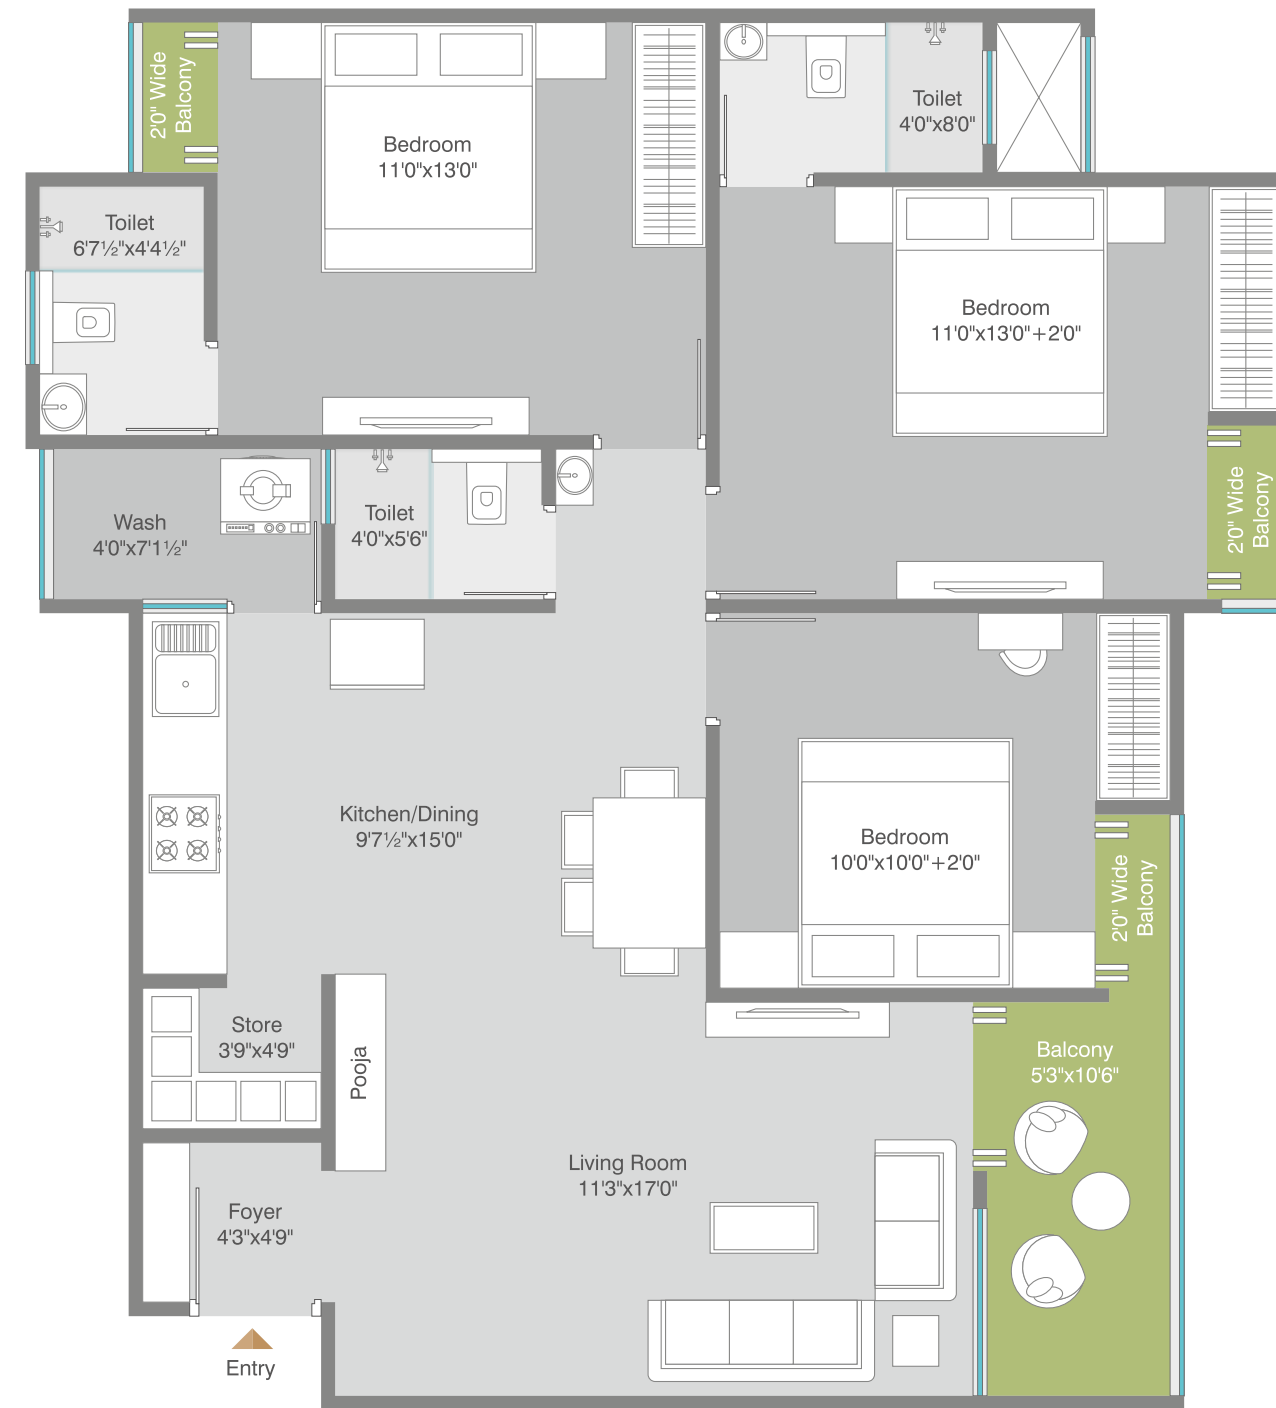 2'0" Wide
Balcony
Bedroom
11'0"x13'0"
Toilet
4'0"x8'0"
Toilet
6'7½"x4'4½"
Bedroom
11'0"x13'0"+2'0"
Wash
4'0"x7'1½"
Toilet
4'0"x5'6"
2'0" Wide
Balcony
Kitchen/Dining
9'7½"x15'0"
Bedroom
10'0"x10'0"+2'0"
2'0" Wide
Balcony
Store
3'9"x4'9"
Pooja
Balcony
5'3"x10'6"
Living Room
11'3"x17'0"
Foyer
4'3"x4'9"
Entry